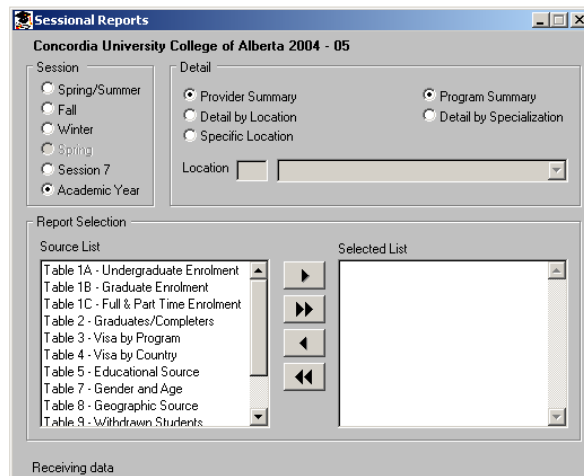 Sessional Reports
Concordia University College of Alberta 2004 - 05
Session
Spring/Summer
Fall
Winter
Spring
Session 7
Academic Year
Detail
Provider Summary
Detail by Location
Specific Location
Program Summary
Detail by Specialization
Location
Report Selection
Source List
Table 1A - Undergraduate Enrolment
Table 1B - Graduate Enrolment
Table 1C - Full & Part Time Enrolment
Table 2 - Graduates/Completers
Table 3 - Visa by Program
Table 4 - Visa by Country
Table 5 - Educational Source
Table 7 - Gender and Age
Table 8 - Geographic Source
Table 9 - Withdrawn Students
Selected List
Receiving data